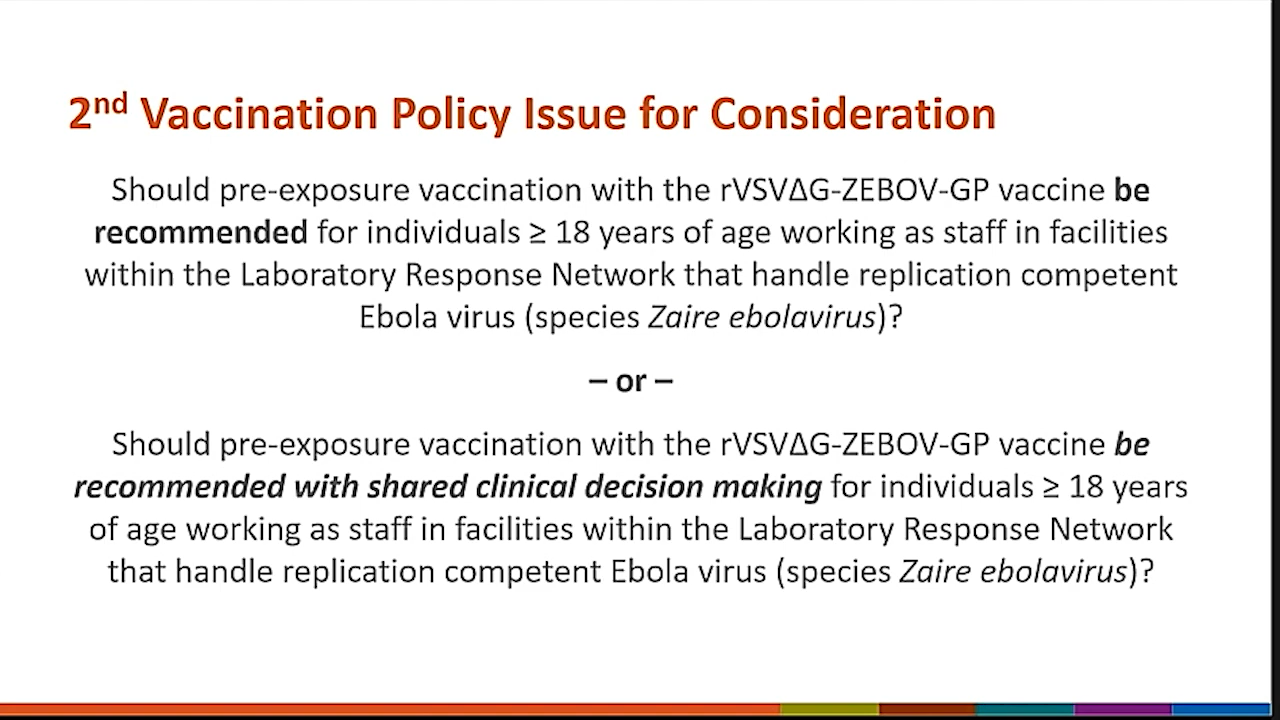 2nd Vaccination Policy Issue for Consideration
Should pre-exposure vaccination with the rVSVΔG-ZEBOV-GP vaccine be
recommended for individuals ≥ 18 years of age working as staff in facilities
within the Laboratory Response Network that handle replication competent
Ebola virus (species Zaire ebolavirus)?
– or –
Should pre-exposure vaccination with the rVSVΔG-ZEBOV-GP vaccine be
recommended with shared clinical decision making for individuals ≥ 18 years
of age working as staff in facilities within the Laboratory Response Network
that handle replication competent Ebola virus (species Zaire ebolavirus)?